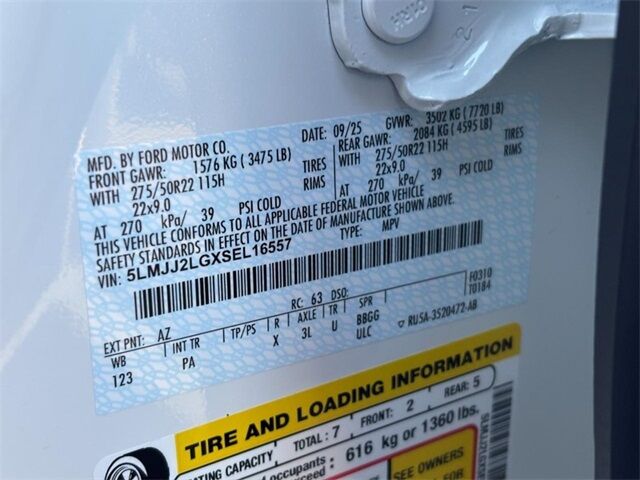 MFD. BY FORD MOTOR CO. DATE: 09/25 GVWR: 3502 KG ( 7720 LB)
FRONT GAWR: 1576 KG ( 3475 LB) REAR GAWR: 2084 KG ( 4595 LB)
WITH 275/50R22 115H TIRES WITH 275/50R22 115H TIRES
22x9.0 RIMS 22x9.0 RIMS
AT 270 kPa/ 39 PSI COLD AT 270 kPa/ 39 PSI COLD
THIS VEHICLE CONFORMS TO ALL APPLICABLE FEDERAL MOTOR VEHICLE
SAFETY STANDARDS IN EFFECT ON THE DATE OF MANUFACTURE SHOWN ABOVE.
VIN: 5LMJJ2LGXSEL16557 TYPE: MPV
F0310
T0184
EXT PNT: AZ RC: 63 DSO:
WB INT TR TP/PS R AXLE TR SPR
123 PA X 3L U BBGG
ULC ▽ RU5A-3520472-AB
TIRE AND LOADING INFORMATION
SEATING CAPACITY TOTAL: 7 FRONT: 2 REAR: 5
occupants 616 kg or 1360 lbs.
SEE OWNERS
FOR